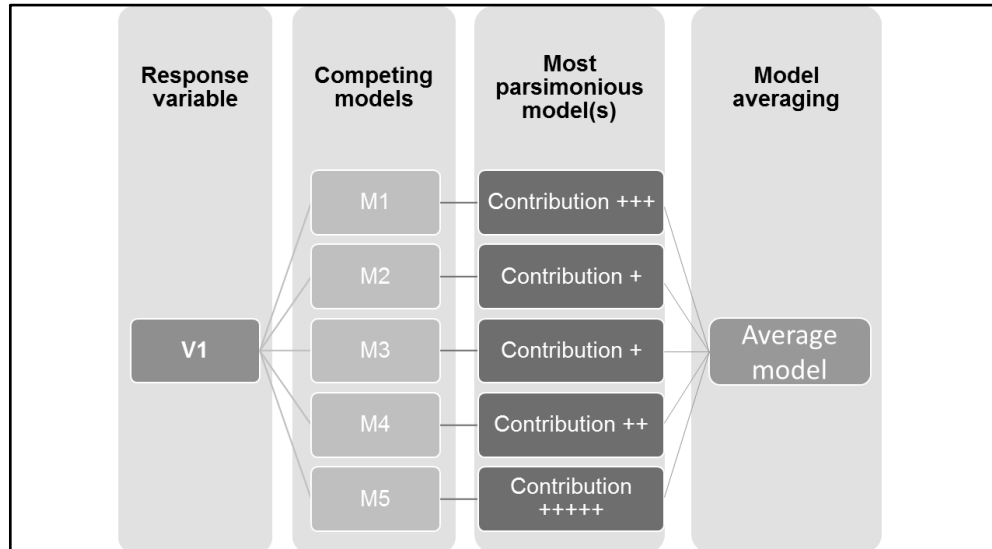 Response
variable
Competing
models
Most
parsimonious
model(s)
Model
averaging
V1
M1
Contribution +++
M2
Contribution +
M3
Contribution +
M4
Contribution ++
M5
Contribution
+++++
Average
model